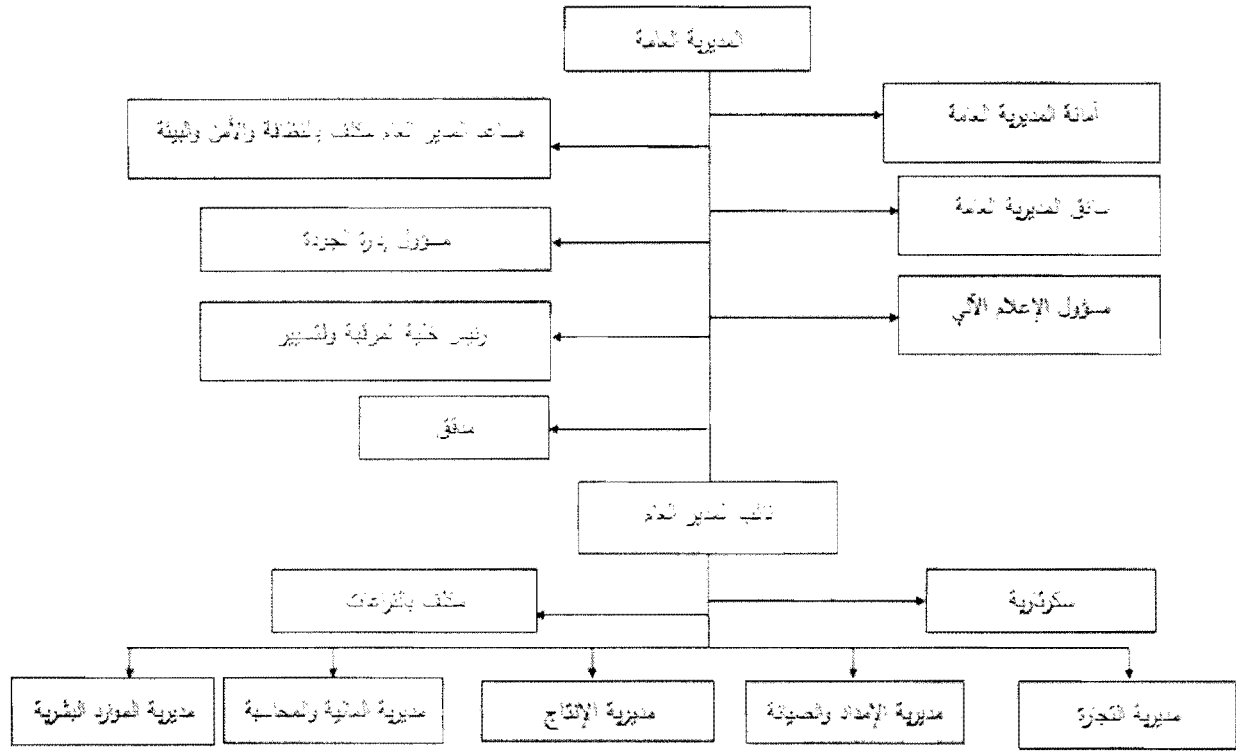 المديرية العامة
أمانة المديرية العامة
مساعد المدير العام مكلف بالنظافة والأمن والبيئة
سائق المديرية العامة
مسؤول إدارة الجودة
مسؤول الإعلام الآلي
رئيس خلية المراقبة والتسيير
مدقق
نائب المدير العام
سكرتارية
مكلف بالنزاعات
مديرية التجارة
مديرية الإمداد والصيانة
مديرية الإنتاج
مديرية المالية والمحاسبة
مديرية الموارد البشرية